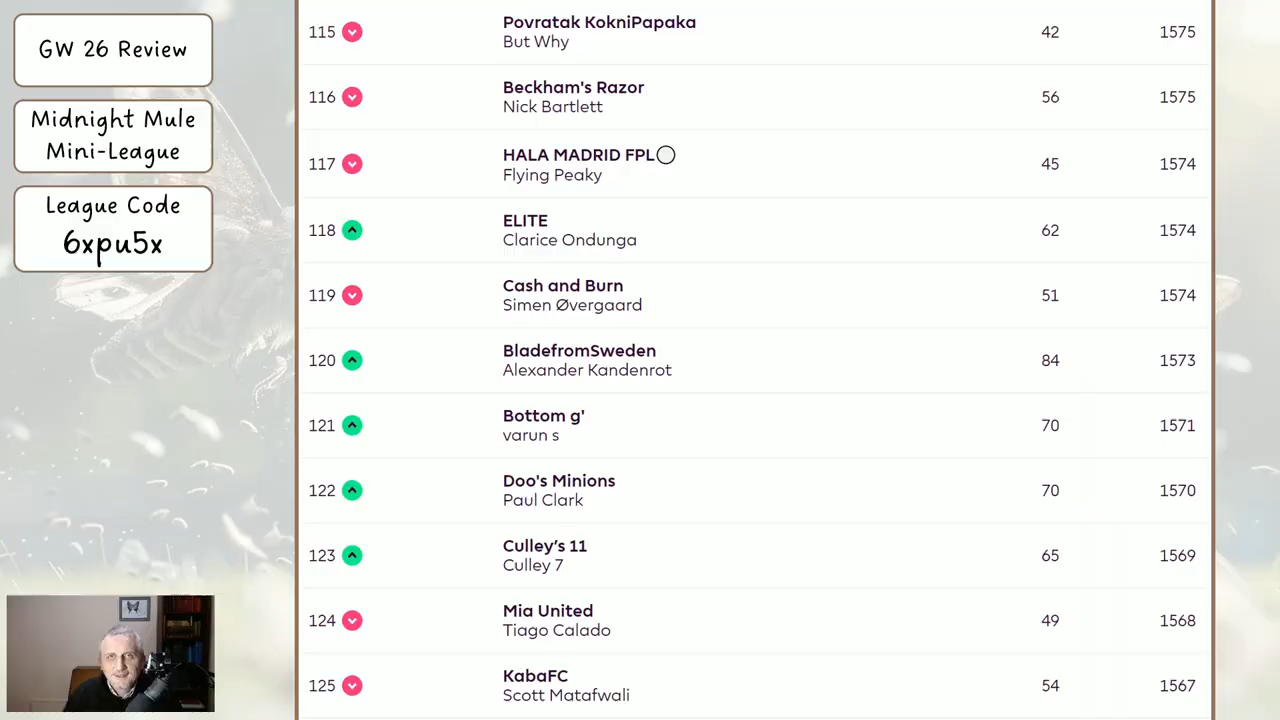 GW 26 Review
Midnight Mule
Mini-League
League Code
6xpu5x
115 Povratak KokniPapaka 42 1575
But Why
116 Beckham's Razor 56 1575
Nick Bartlett
117 HALA MADRID FPL 45 1574
Flying Peaky
118 ELITE 62 1574
Clarice Ondunga
119 Cash and Burn 51 1574
Simen Øvergaard
120 BladefromSweden 84 1573
Alexander Kandenrot
121 Bottom g' 70 1571
varun s
122 Doo's Minions 70 1570
Paul Clark
123 Culley’s 11 65 1569
Culley 7
124 Mia United 49 1568
Tiago Calado
125 KabaFC 54 1567
Scott Matafwali